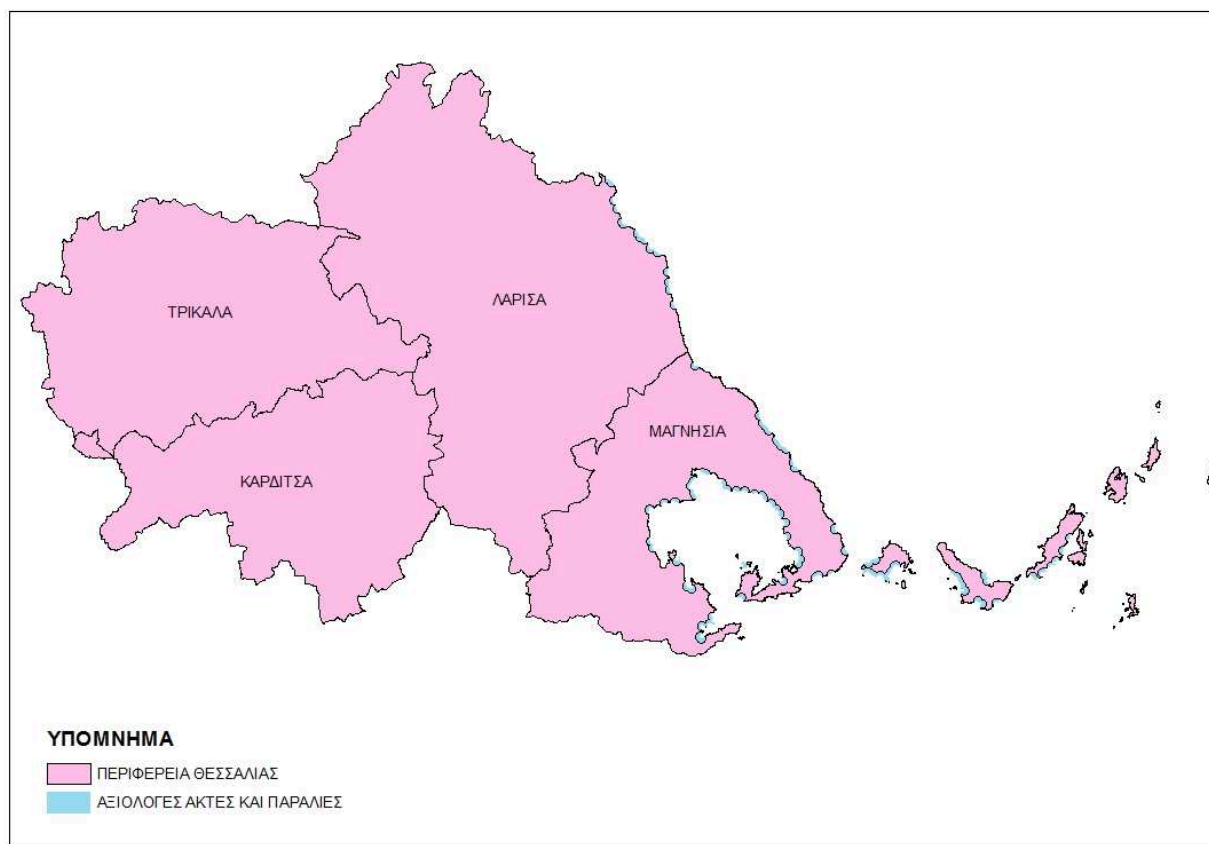 ΤΡΙΚΑΛΑ
ΛΑΡΙΣΑ
ΜΑΓΝΗΣΙΑ
ΚΑΡΔΙΤΣΑ
ΥΠΟΜΝΗΜΑ
ΠΕΡΙΦΕΡΕΙΑ ΘΕΣΣΑΛΙΑΣ
ΑΞΙΟΛΟΓΕΣ ΑΚΤΕΣ ΚΑΙ ΠΑΡΑΛΙΕΣ